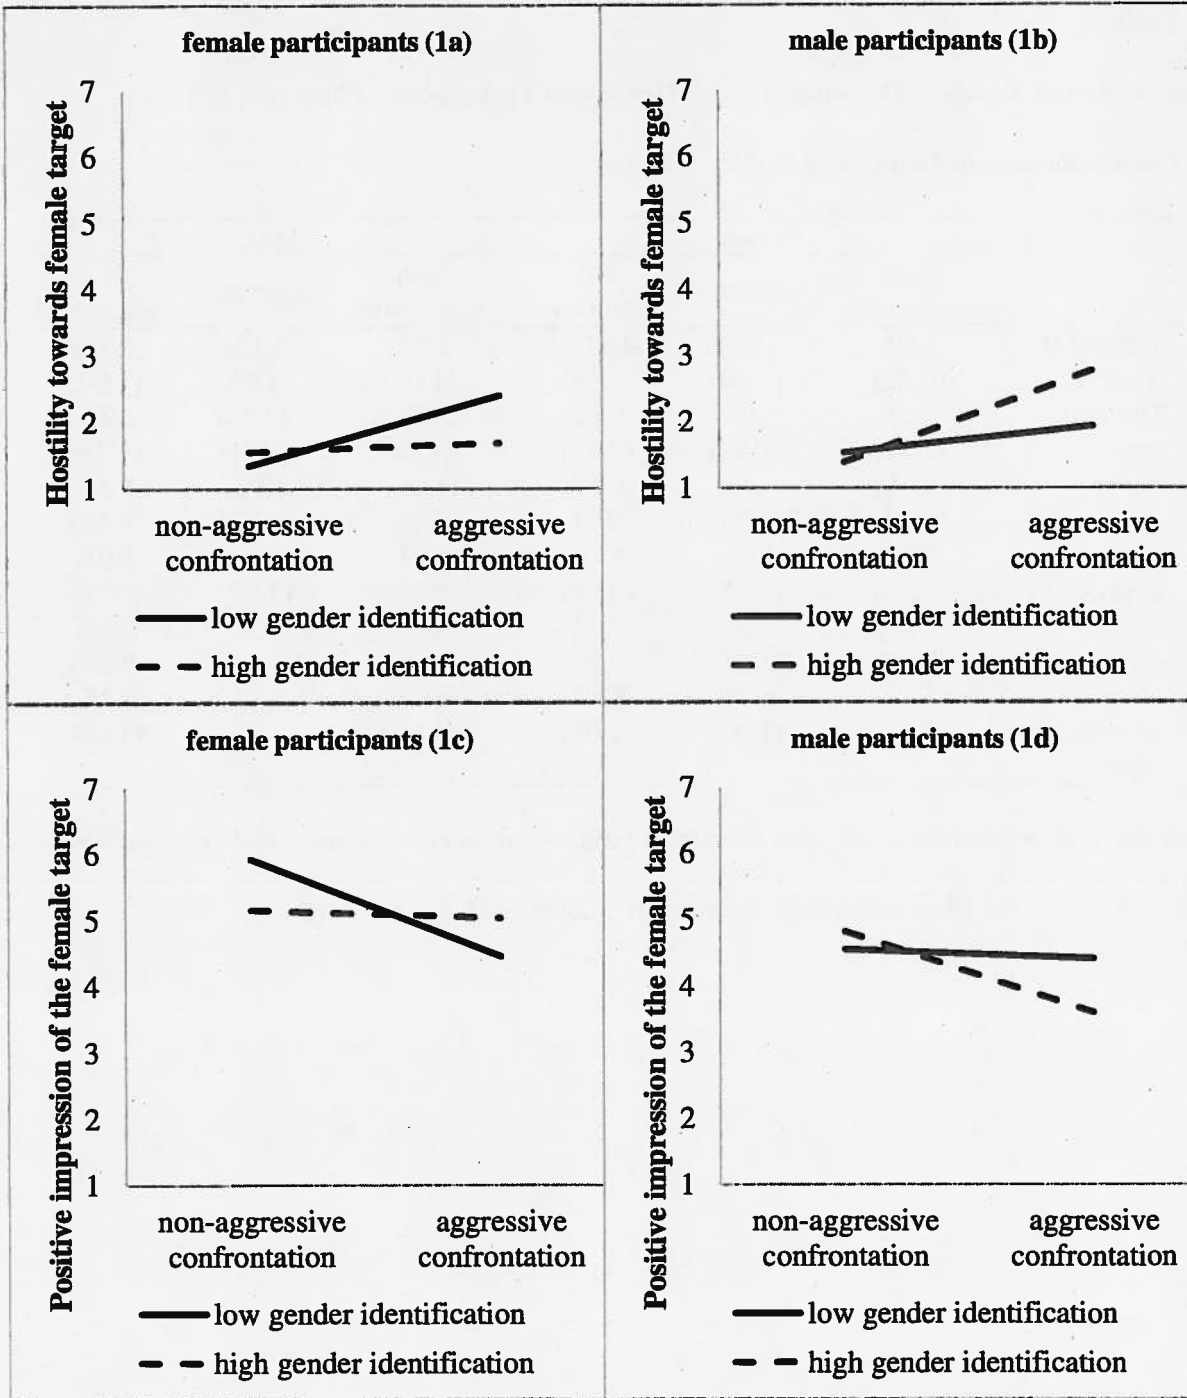 female participants (1a)
Hostility towards female target
7
6
5
4
3
2
1
non-aggressive confrontation
aggressive confrontation
low gender identification
high gender identification
male participants (1b)
Hostility towards female target
7
6
5
4
3
2
1
non-aggressive confrontation
aggressive confrontation
low gender identification
high gender identification
female participants (1c)
Positive impression of the female target
7
6
5
4
3
2
1
non-aggressive confrontation
aggressive confrontation
low gender identification
high gender identification
male participants (1d)
Positive impression of the female target
7
6
5
4
3
2
1
non-aggressive confrontation
aggressive confrontation
low gender identification
high gender identification